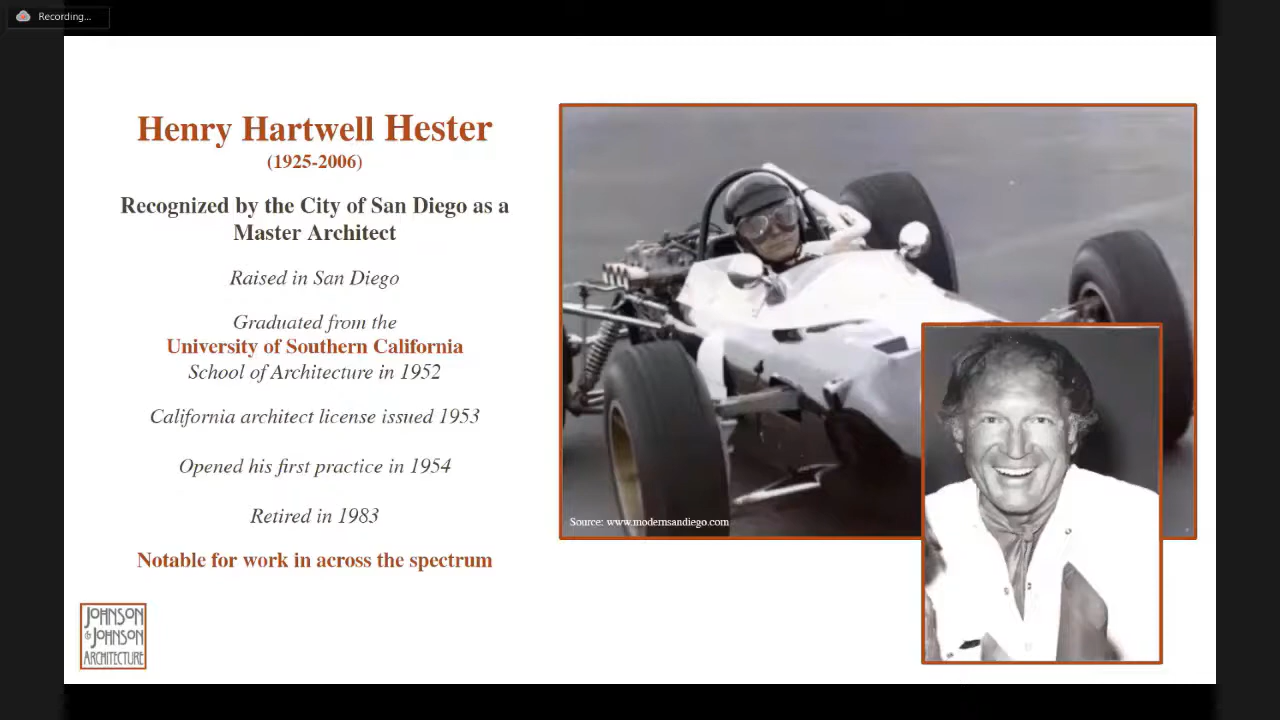 Recording...
Henry Hartwell Hester
(1925-2006)
Recognized by the City of San Diego as a
Master Architect
Raised in San Diego
Graduated from the
University of Southern California
School of Architecture in 1952
California architect license issued 1953
Opened his first practice in 1954
Retired in 1983
Notable for work in across the spectrum
Source: www.modernsandiego.com
JOHNSON
& JOHNSON
ARCHITECTURE